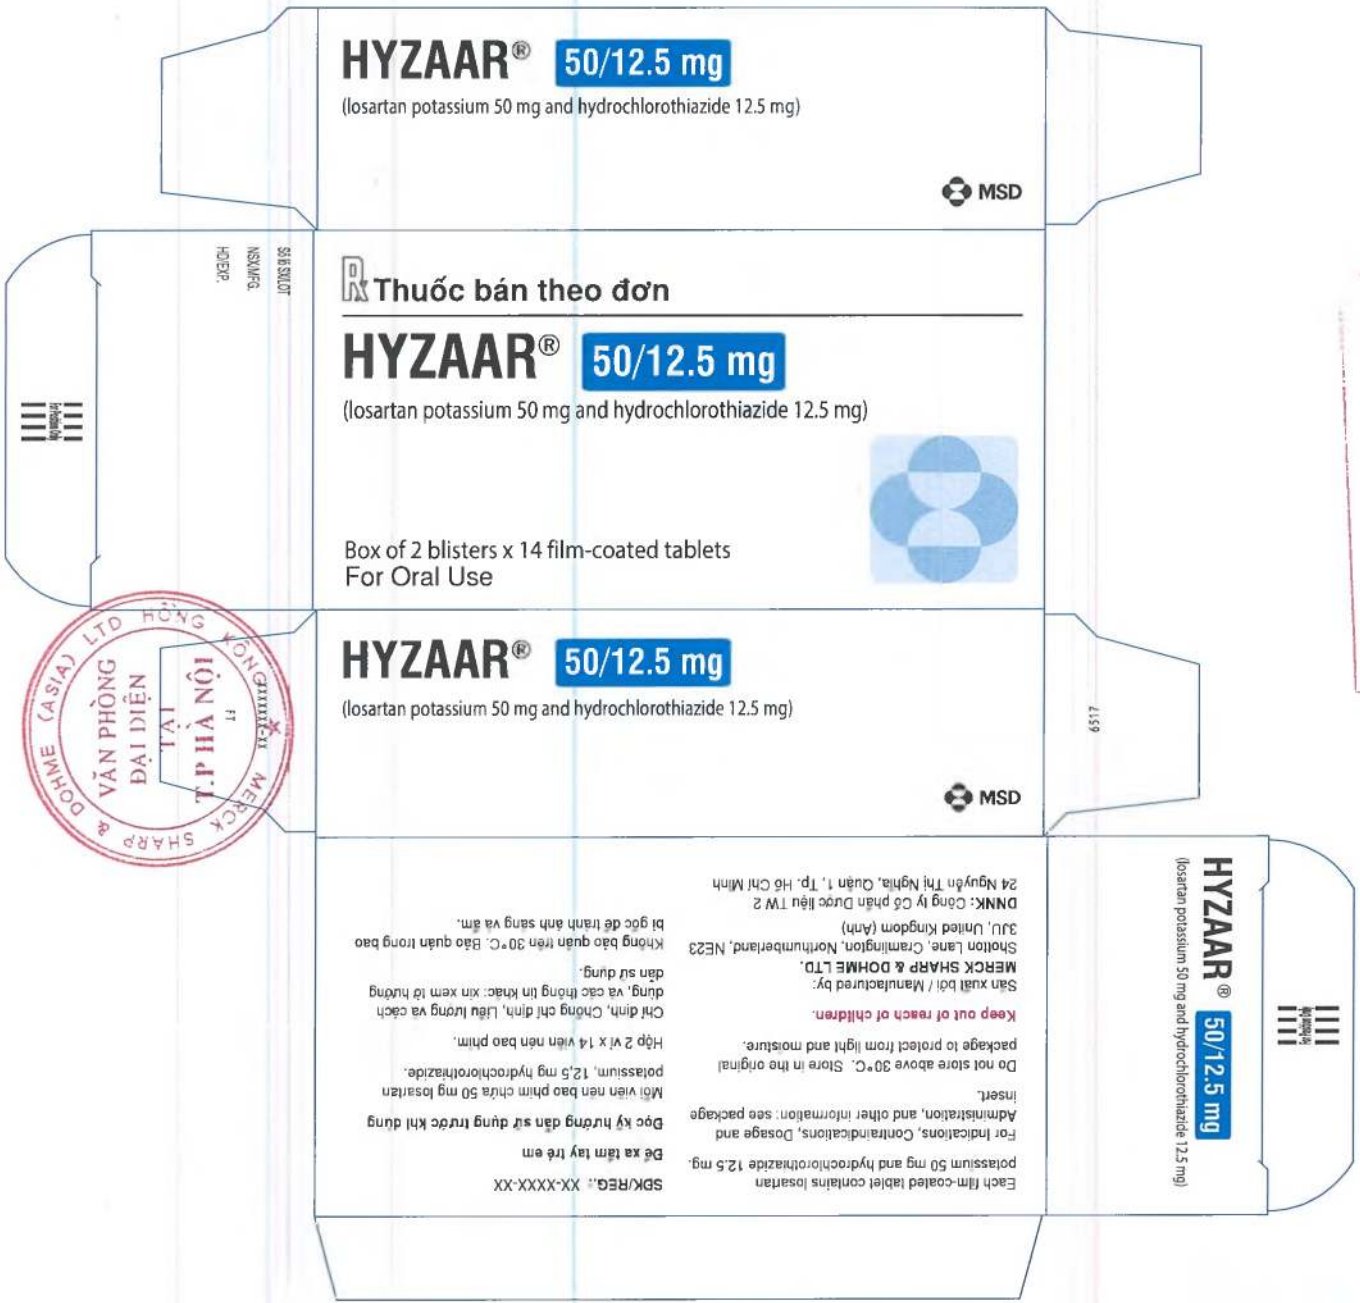 HYZAAR® 50/12.5 mg
(losartan potassium 50 mg and hydrochlorothiazide 12.5 mg)
MSD
Số lô SX/LOT
NSX/MFG.
HD/EXP.
Rx Thuốc bán theo đơn
HYZAAR® 50/12.5 mg
(losartan potassium 50 mg and hydrochlorothiazide 12.5 mg)
Box of 2 blisters x 14 film-coated tablets
For Oral Use
For Position Only
HYZAAR® 50/12.5 mg
(losartan potassium 50 mg and hydrochlorothiazide 12.5 mg)
MSD
6517
XXXXXXX-XX
FT
MERCK SHARP & DOHME (ASIA) LTD HỒNG KÔNG
VĂN PHÒNG
ĐẠI DIỆN
TẠI
T.P HÀ NỘI
Each film-coated tablet contains losartan
potassium 50 mg and hydrochlorothiazide 12.5 mg.
For Indications, Contraindications, Dosage and
Administration, and other information: see package
insert.
Do not store above 30°C. Store in the original
package to protect from light and moisture.
Keep out of reach of children.
Sản xuất bởi / Manufactured by:
MERCK SHARP & DOHME LTD.
Shotton Lane, Cramlington, Northumberland, NE23
3JU, United Kingdom (Anh)
DNNK: Công ty Cổ phần Dược liệu TW 2
24 Nguyễn Thị Nghĩa, Quận 1, Tp. Hồ Chí Minh
SDK/REG.: XX-XXXX-XX
Để xa tầm tay trẻ em
Đọc kỹ hướng dẫn sử dụng trước khi dùng
Mỗi viên nén bao phim chứa 50 mg losartan
potassium, 12,5 mg hydrochlorothiazide.
Hộp 2 vỉ x 14 viên nén bao phim.
Chỉ định, Chống chỉ định, Liều lượng và cách
dùng, và các thông tin khác: xin xem tờ hướng
dẫn sử dụng.
Không bảo quản trên 30°C. Bảo quản trong bao
bì gốc để tránh ánh sáng và ẩm.
HYZAAR® 50/12.5 mg
(losartan potassium 50 mg and hydrochlorothiazide 12.5 mg)
For Position Only